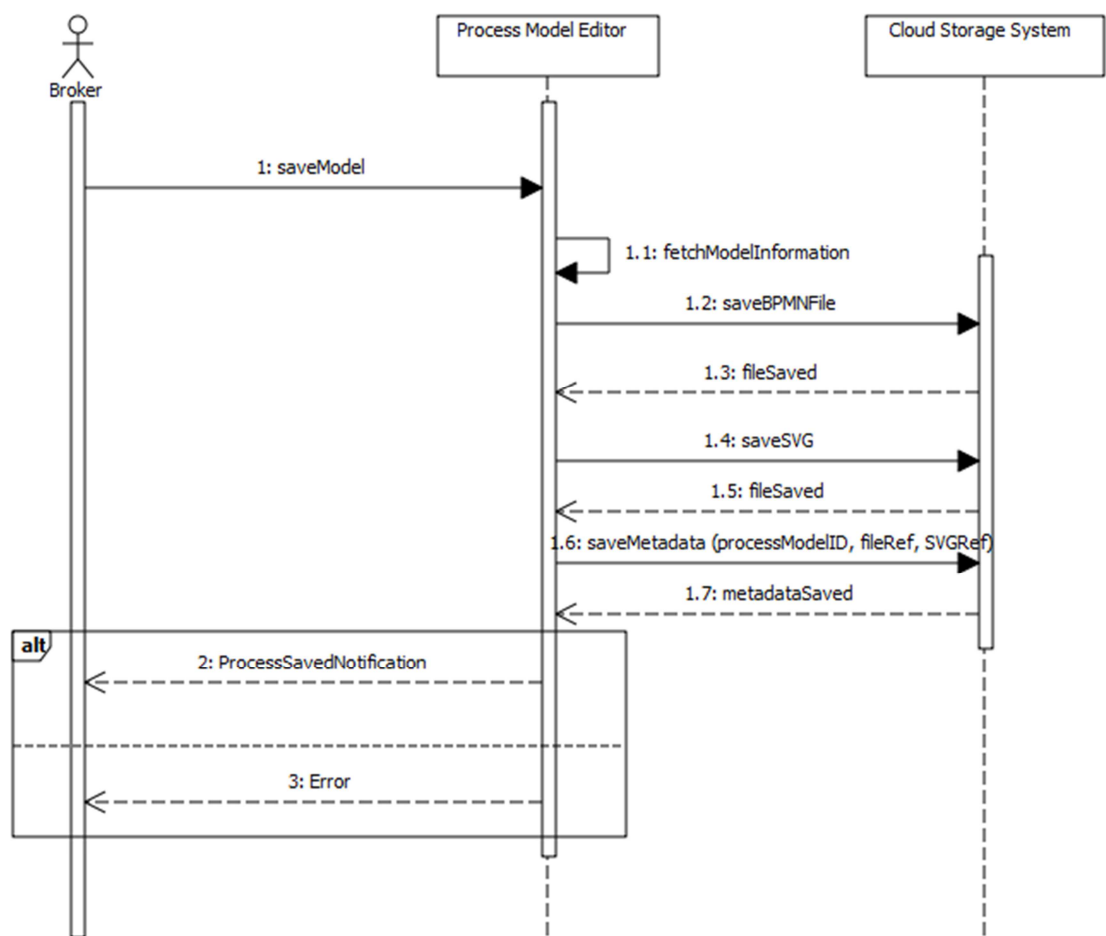 Process Model Editor
Cloud Storage System
Broker
1: saveModel
1.1: fetchModelInformation
1.2: saveBPMNFile
1.3: fileSaved
1.4: saveSVG
1.5: fileSaved
1.6: saveMetadata (processModelID, fileRef, SVGRef)
1.7: metadataSaved
alt
2: ProcessSavedNotification
3: Error